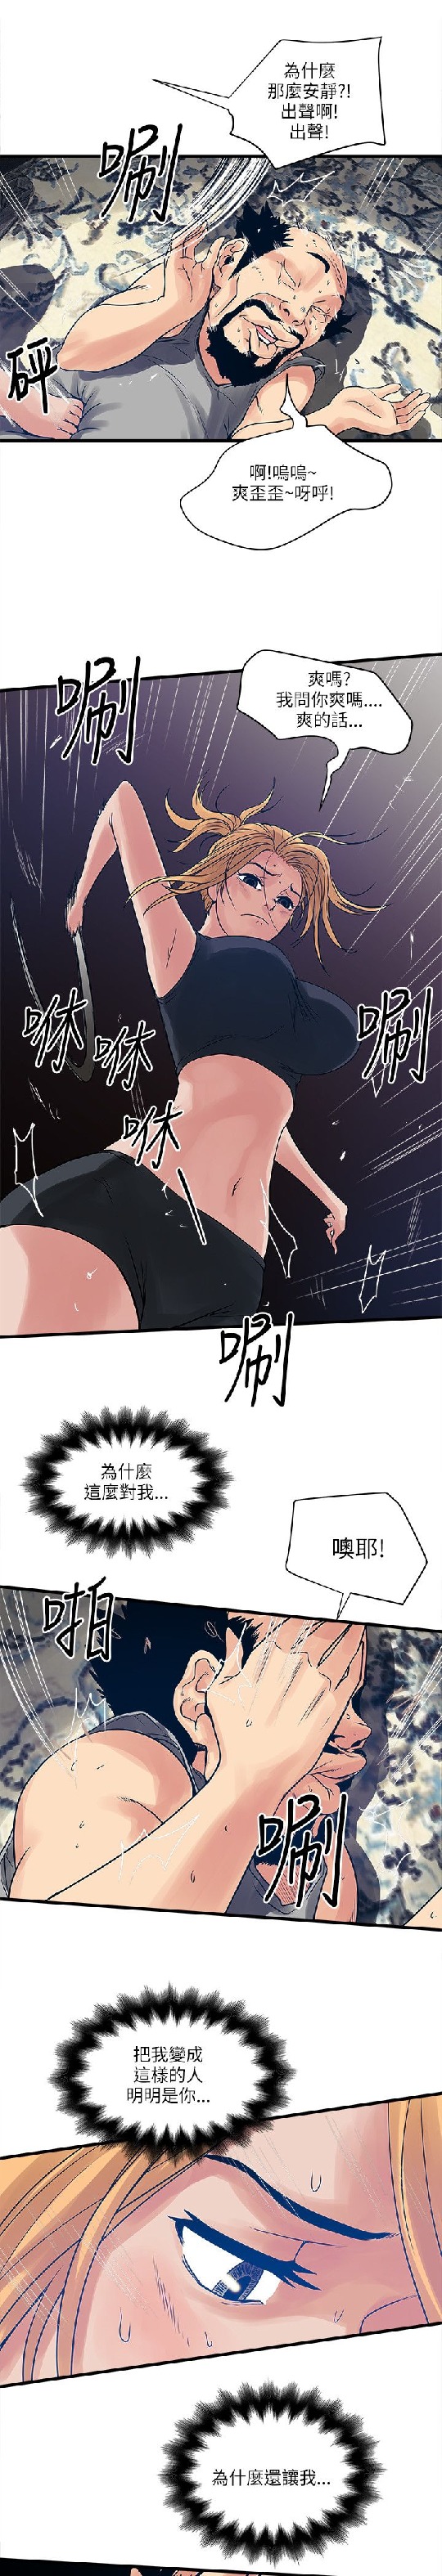 為什麼
那麼安靜?!
出聲啊!
出聲!
唰
砰
啊!嗚嗚~
爽歪歪~呀呼!
唰
爽嗎?
我問你爽嗎....
爽的話...
咻
咻
唰
咻
唰
為什麼
這麼對我...
噢耶!
啪
唰
把我變成
這樣的人
明明是你...
為什麼還讓我...